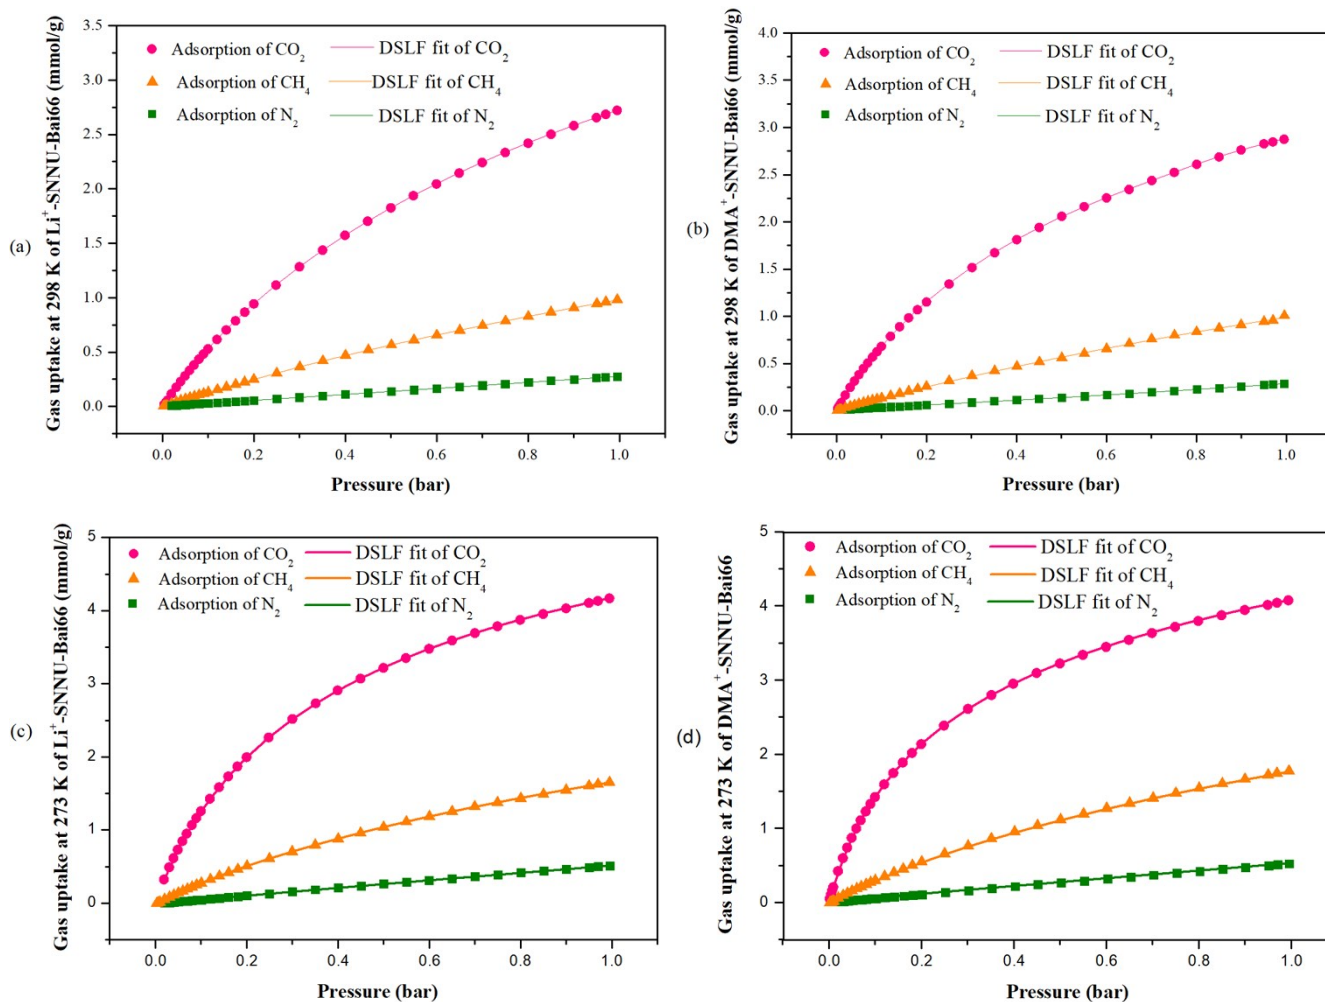 (a)
Gas uptake at 298 K of Li⁺-SNNU-Bai66 (mmol/g)
3.5
3.0
2.5
2.0
1.5
1.0
0.5
0.0
Adsorption of CO₂ DSLF fit of CO₂
Adsorption of CH₄ DSLF fit of CH₄
Adsorption of N₂ DSLF fit of N₂
0.0 0.2 0.4 0.6 0.8 1.0
Pressure (bar)
(b)
Gas uptake at 298 K of DMA⁺-SNNU-Bai66 (mmol/g)
4.0
3.5
3.0
2.5
2.0
1.5
1.0
0.5
0.0
Adsorption of CO₂ DSLF fit of CO₂
Adsorption of CH₄ DSLF fit of CH₄
Adsorption of N₂ DSLF fit of N₂
0.0 0.2 0.4 0.6 0.8 1.0
Pressure (bar)
(c)
Gas uptake at 273 K of Li⁺-SNNU-Bai66 (mmol/g)
5
4
3
2
1
0
Adsorption of CO₂ DSLF fit of CO₂
Adsorption of CH₄ DSLF fit of CH₄
Adsorption of N₂ DSLF fit of N₂
0.0 0.2 0.4 0.6 0.8 1.0
Pressure (bar)
(d)
Gas uptake at 273 K of DMA⁺-SNNU-Bai66
5
4
3
2
1
0
Adsorption of CO₂ DSLF fit of CO₂
Adsorption of CH₄ DSLF fit of CH₄
Adsorption of N₂ DSLF fit of N₂
0.0 0.2 0.4 0.6 0.8 1.0
Pressure (bar)